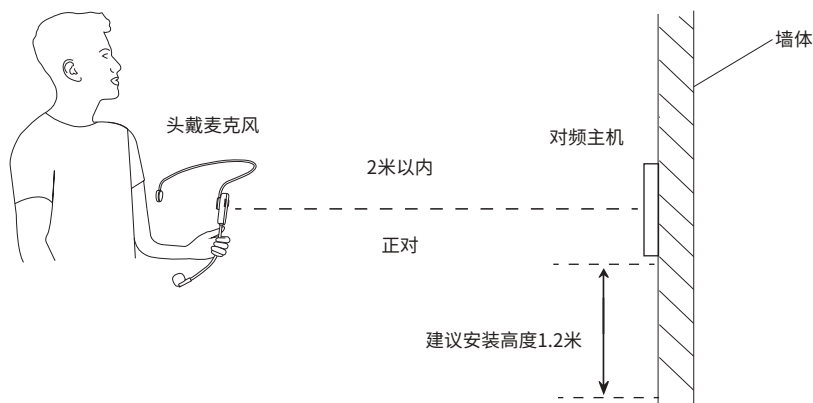 墙体
头戴麦克风
对频主机
2米以内
正对
建议安装高度1.2米